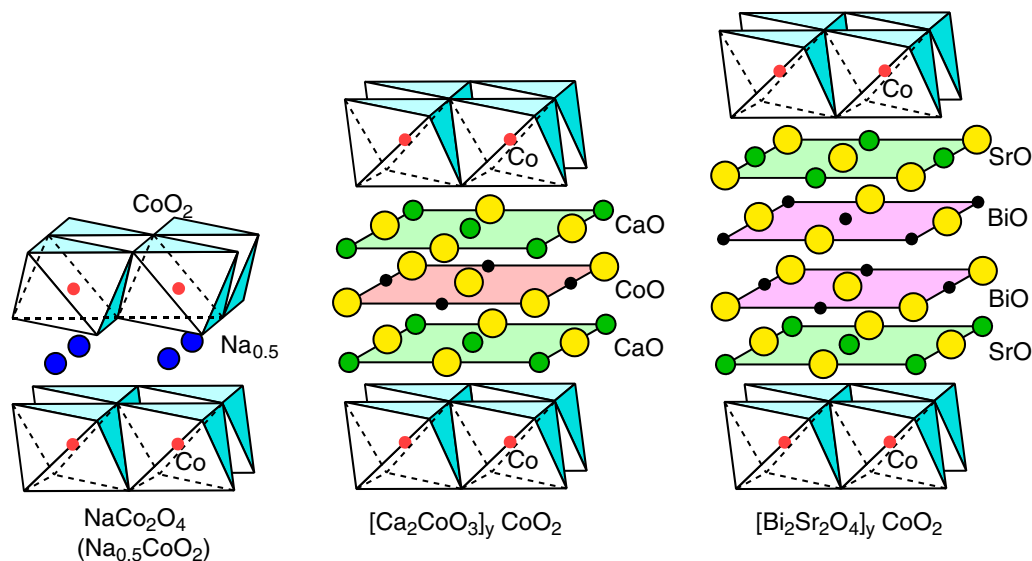 CoO₂
Na₀.₅
Co
NaCo₂O₄
(Na₀.₅CoO₂)
Co
CaO
CoO
CaO
Co
[Ca₂CoO₃]y CoO₂
Co
SrO
BiO
BiO
SrO
Co
[Bi₂Sr₂O₄]y CoO₂